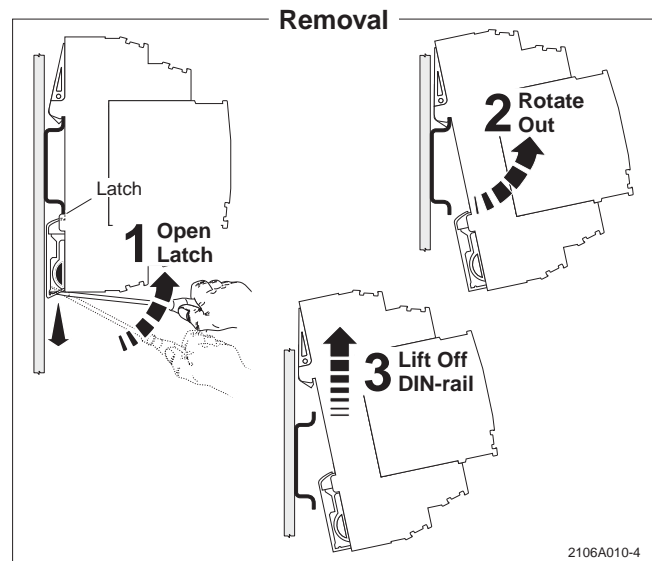 Removal
Latch
1 Open
Latch
2 Rotate
Out
3 Lift Off
DIN-rail
2106A010-4